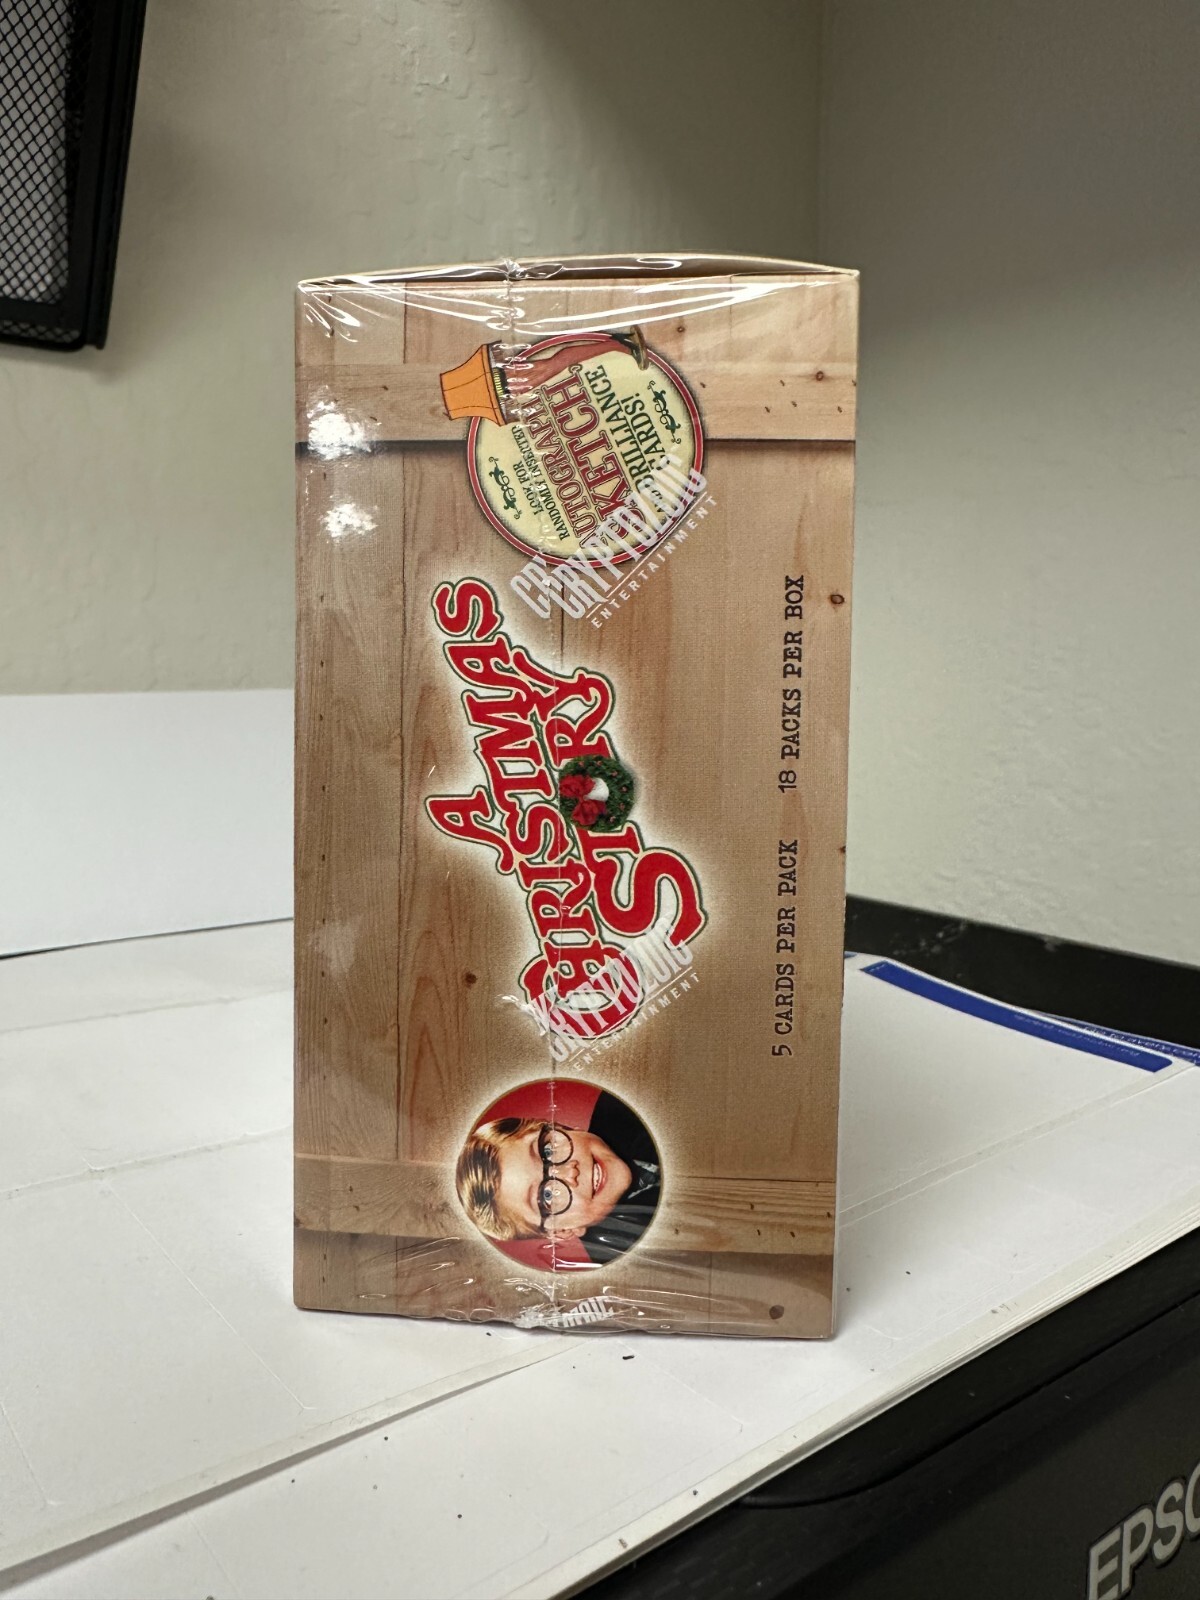 LOOK FOR
RANDOMLY INSERTED
AUTOGRAPH,
SKETCH
BRILLIANCE
CARDS!
CRYPTOZOIC
ENTERTAINMENT
A
CHRISTMAS
STORY
CRYPTOZOIC
ENTERTAINMENT
5 CARDS PER PACK 18 PACKS PER BOX
EPSO